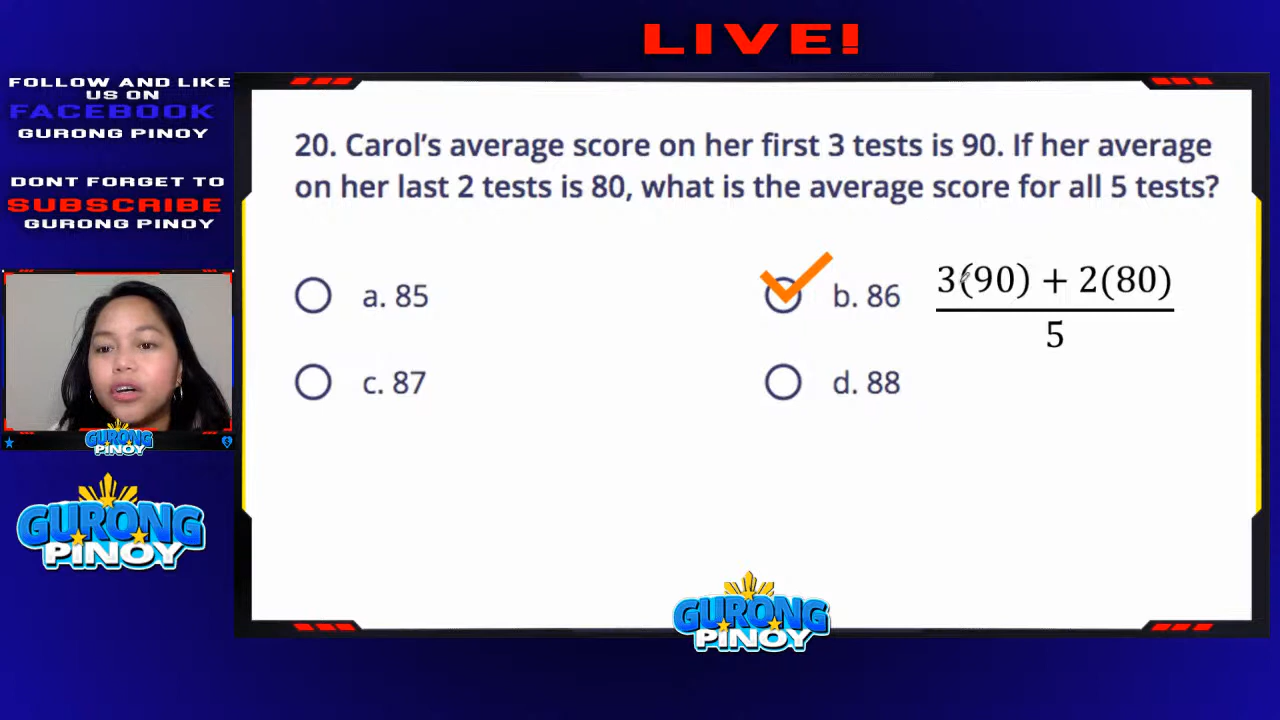 LIVE!
FOLLOW AND LIKE
US ON
FACEBOOK
GURONG PINOY
DONT FORGET TO
SUBSCRIBE
GURONG PINOY
20. Carol's average score on her first 3 tests is 90. If her average
on her last 2 tests is 80, what is the average score for all 5 tests?
a. 85
b. 86
3(90) + 2(80)
5
c. 87
d. 88
GURONG
PINOY
GURONG
PINOY
GURONG
PINOY